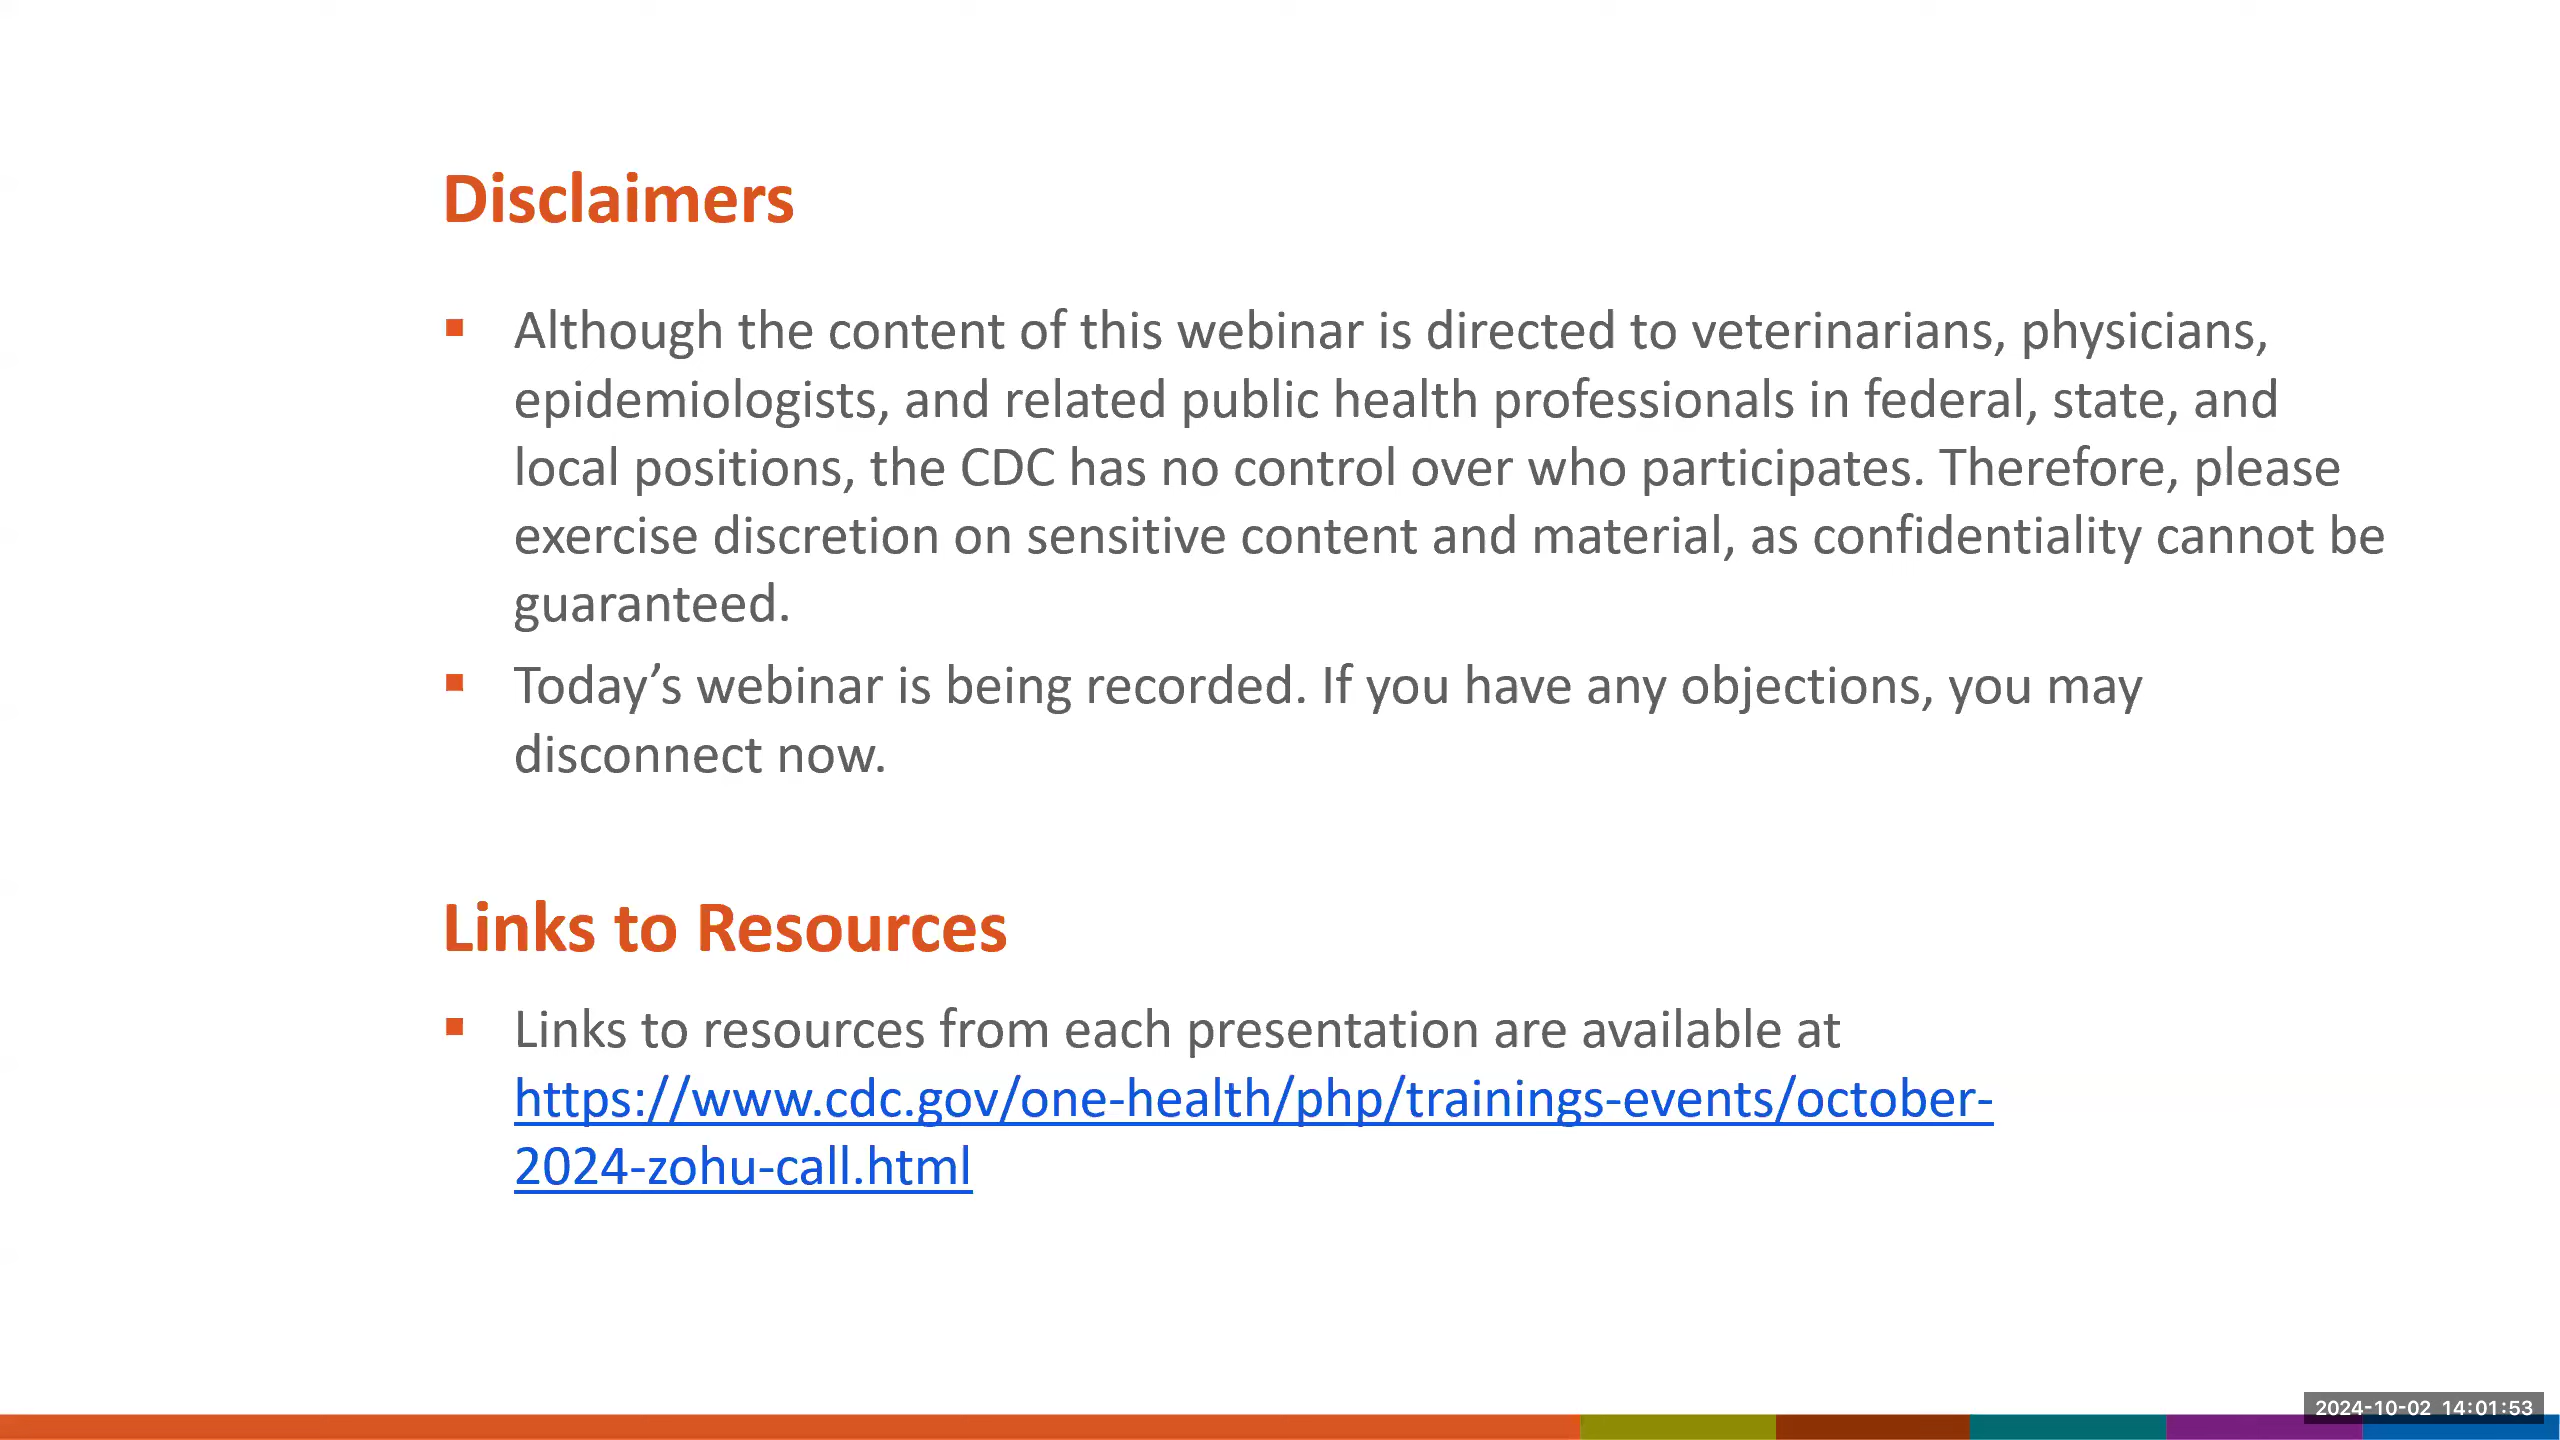 Disclaimers
▪ Although the content of this webinar is directed to veterinarians, physicians,
epidemiologists, and related public health professionals in federal, state, and
local positions, the CDC has no control over who participates. Therefore, please
exercise discretion on sensitive content and material, as confidentiality cannot be
guaranteed.
▪ Today’s webinar is being recorded. If you have any objections, you may
disconnect now.
Links to Resources
▪ Links to resources from each presentation are available at
https://www.cdc.gov/one-health/php/trainings-events/october-
2024-zohu-call.html
2024-10-02 14:01:53